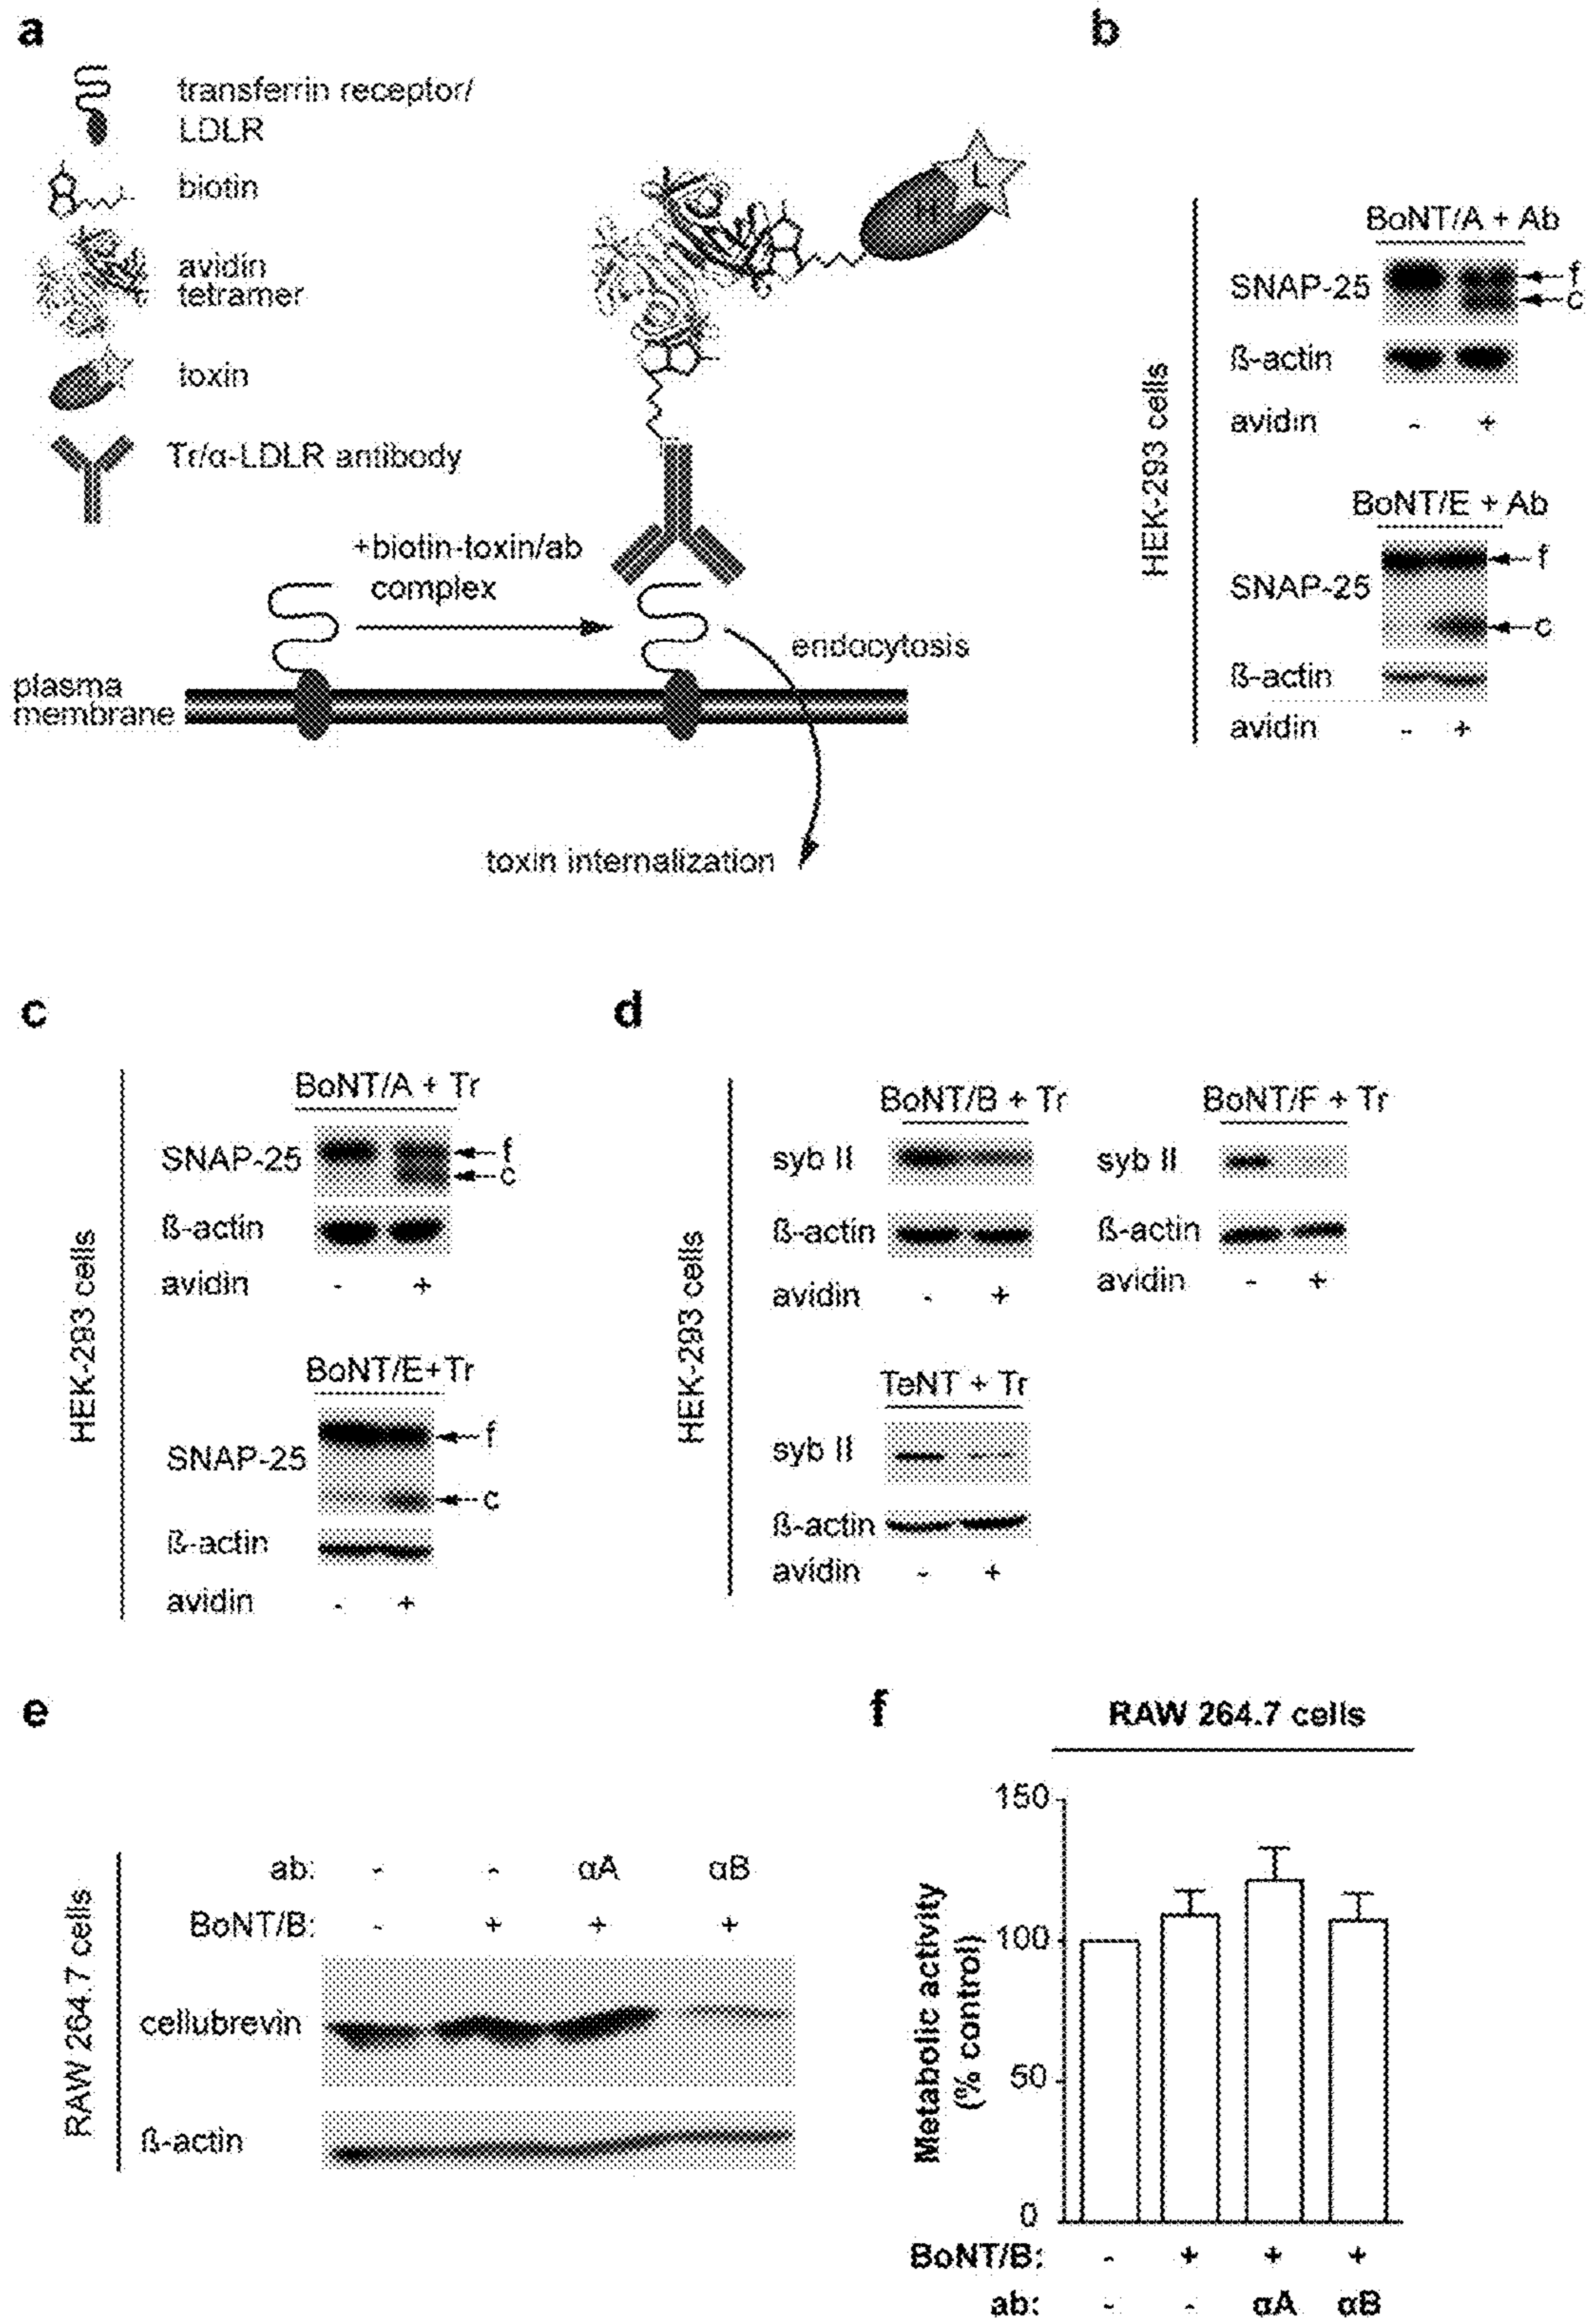 a
transferrin receptor/
LDLR
biotin
avidin
tetramer
toxin
Tr/α-LDLR antibody
L
H
+biotin-toxin/ab
complex
endocytosis
plasma
membrane
toxin internalization
b
HEK-293 cells
BoNT/A + Ab
SNAP-25
f
c
ß-actin
avidin - +
BoNT/E + Ab
SNAP-25
f
c
ß-actin
avidin - +
c
HEK-293 cells
BoNT/A + Tr
SNAP-25
f
c
ß-actin
avidin - +
BoNT/E+Tr
SNAP-25
f
c
ß-actin
avidin - +
d
HEK-293 cells
BoNT/B + Tr
syb II
ß-actin
avidin - +
BoNT/F + Tr
syb II
ß-actin
avidin - +
TeNT + Tr
syb II
ß-actin
avidin - +
e
RAW 264.7 cells
ab: - - αA αB
BoNT/B: - + + +
cellubrevin
ß-actin
f
RAW 264.7 cells
Metabolic activity
(% control)
150
100
50
0
BoNT/B: - + + +
ab: - - αA αB